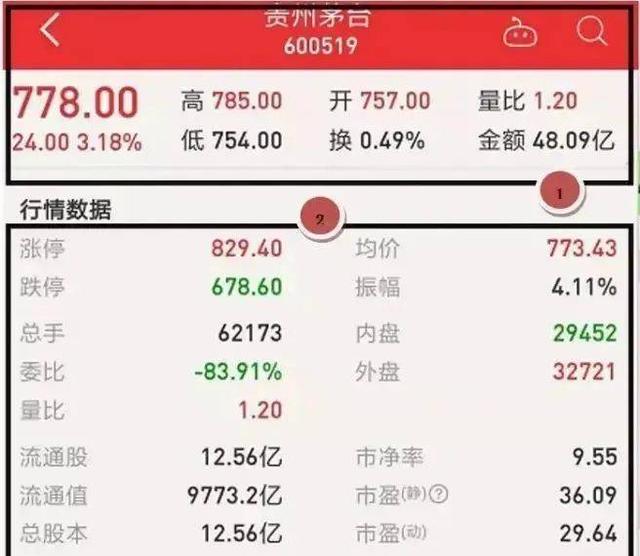 贵州茅台
600519
778.00 高 785.00 开 757.00 量比 1.20
24.00 3.18% 低 754.00 换 0.49% 金额 48.09亿
1
行情数据
2
涨停 829.40 均价 773.43
跌停 678.60 振幅 4.11%
总手 62173 内盘 29452
委比 -83.91% 外盘 32721
量比 1.20
流通股 12.56亿 市净率 9.55
流通值 9773.2亿 市盈(静)? 36.09
总股本 12.56亿 市盈(动) 29.64